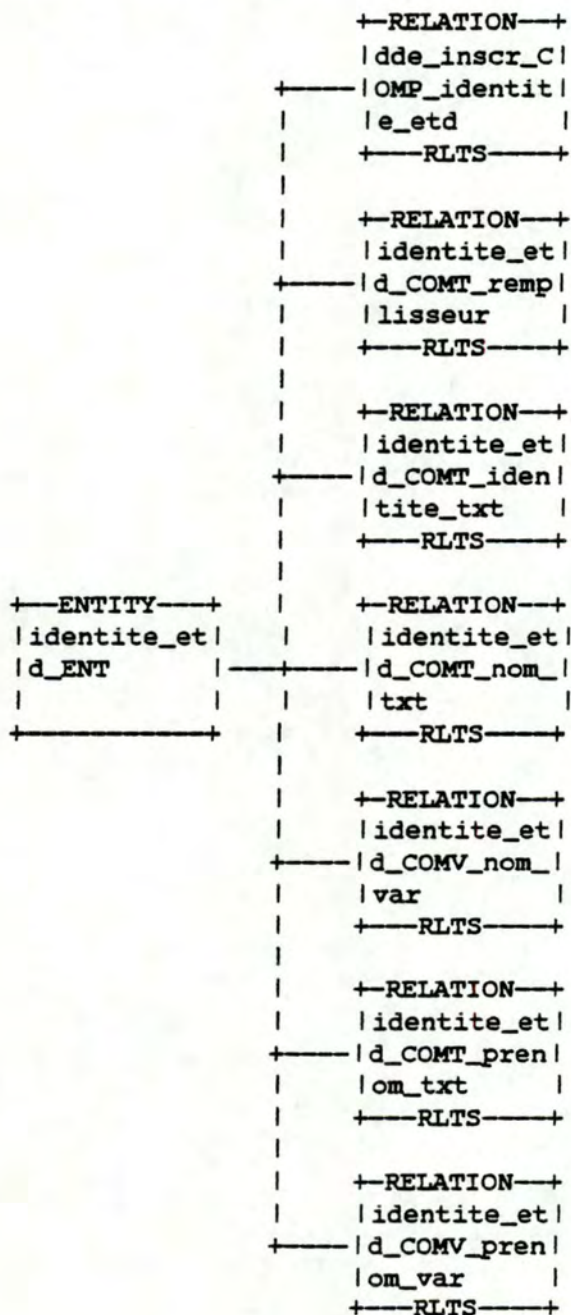 RELATION
dde_inscr_C
OMP_identit
e_etd
RLTS
RELATION
identite_et
d_COMT_remp
lisseur
RLTS
RELATION
identite_et
d_COMT_iden
tite_txt
RLTS
ENTITY
identite_et
d_ENT
RELATION
identite_et
d_COMT_nom_
txt
RLTS
RELATION
identite_et
d_COMV_nom_
var
RLTS
RELATION
identite_et
d_COMT_pren
om_txt
RLTS
RELATION
identite_et
d_COMV_pren
om_var
RLTS